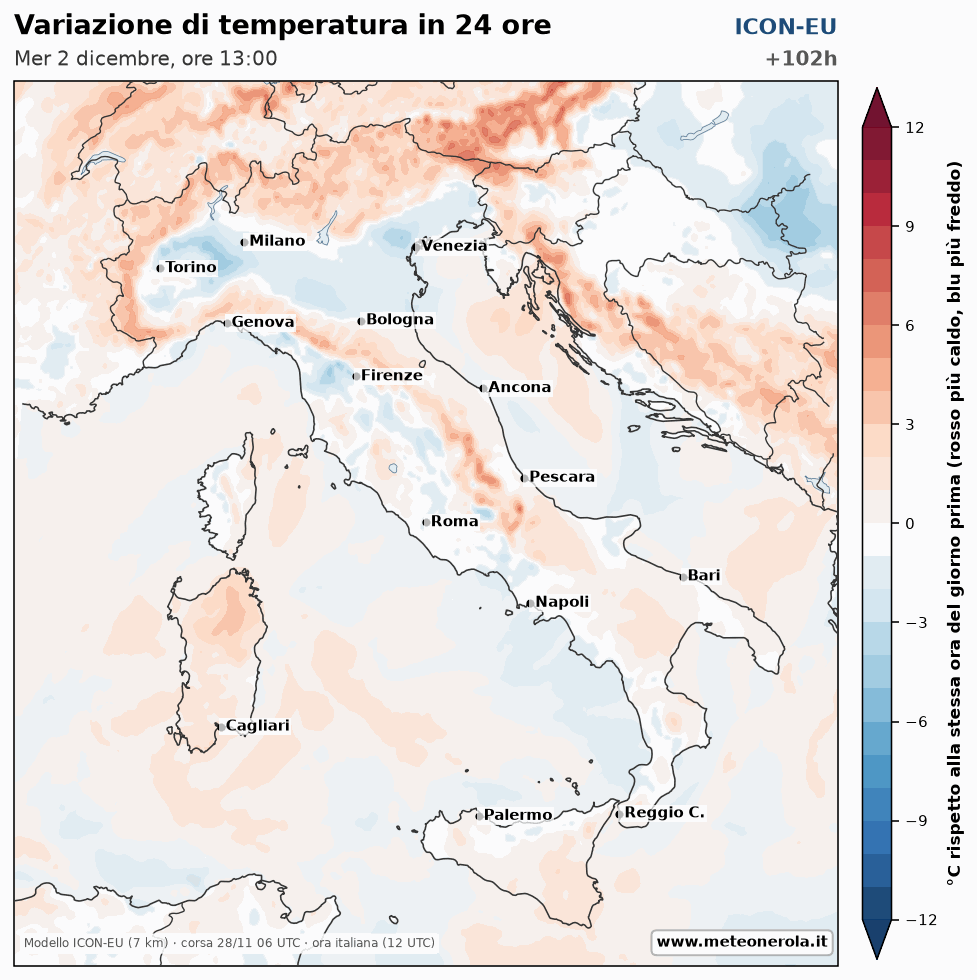 Variazione di temperatura in 24 ore
ICON-EU
Mer 2 dicembre, ore 13:00
+102h
Milano
Venezia
Torino
Genova
Bologna
Firenze
Ancona
Pescara
Roma
Bari
Napoli
Cagliari
Palermo
Reggio C.
Modello ICON-EU (7 km) · corsa 28/11 06 UTC · ora italiana (12 UTC)
www.meteonerola.it
12
9
6
3
0
−3
−6
−9
−12
°C rispetto alla stessa ora del giorno prima (rosso più caldo, blu più freddo)